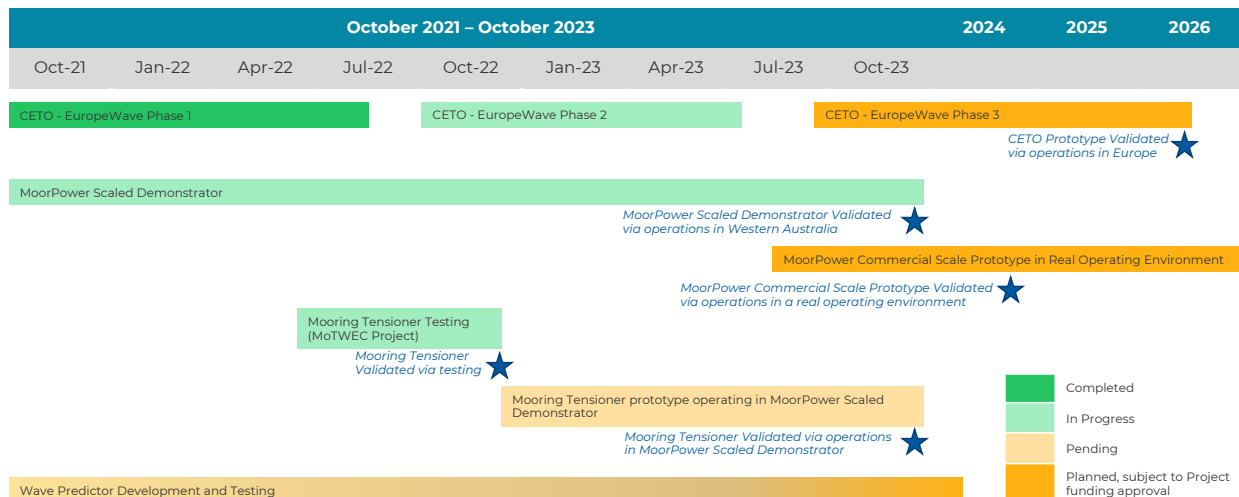 October 2021 – October 2023 2024 2025 2026
Oct-21 Jan-22 Apr-22 Jul-22 Oct-22 Jan-23 Apr-23 Jul-23 Oct-23
CETO - EuropeWave Phase 1 CETO - EuropeWave Phase 2 CETO - EuropeWave Phase 3
CETO Prototype Validated
via operations in Europe
MoorPower Scaled Demonstrator
MoorPower Scaled Demonstrator Validated
via operations in Western Australia
MoorPower Commercial Scale Prototype in Real Operating Environment
MoorPower Commercial Scale Prototype Validated
via operations in a real operating environment
Mooring Tensioner Testing
(MoTWEC Project)
Mooring Tensioner
Validated via testing
Mooring Tensioner prototype operating in MoorPower Scaled
Demonstrator
Mooring Tensioner Validated via operations
in MoorPower Scaled Demonstrator
Wave Predictor Development and Testing
Completed
In Progress
Pending
Planned, subject to Project
funding approval